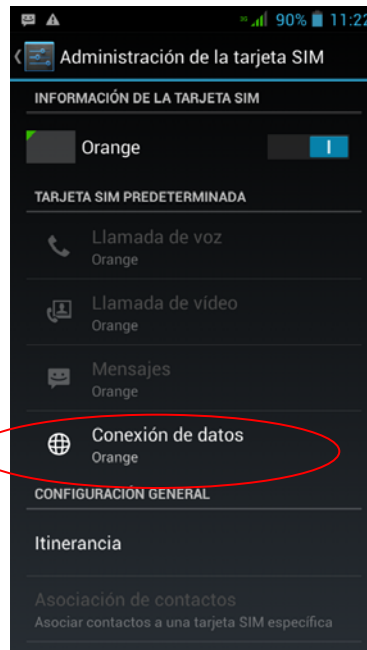 90% 11:22
Administración de la tarjeta SIM
INFORMACIÓN DE LA TARJETA SIM
Orange
TARJETA SIM PREDETERMINADA
Llamada de voz
Orange
Llamada de vídeo
Orange
Mensajes
Orange
Conexión de datos
Orange
CONFIGURACIÓN GENERAL
Itinerancia
Asociación de contactos
Asociar contactos a una tarjeta SIM específica